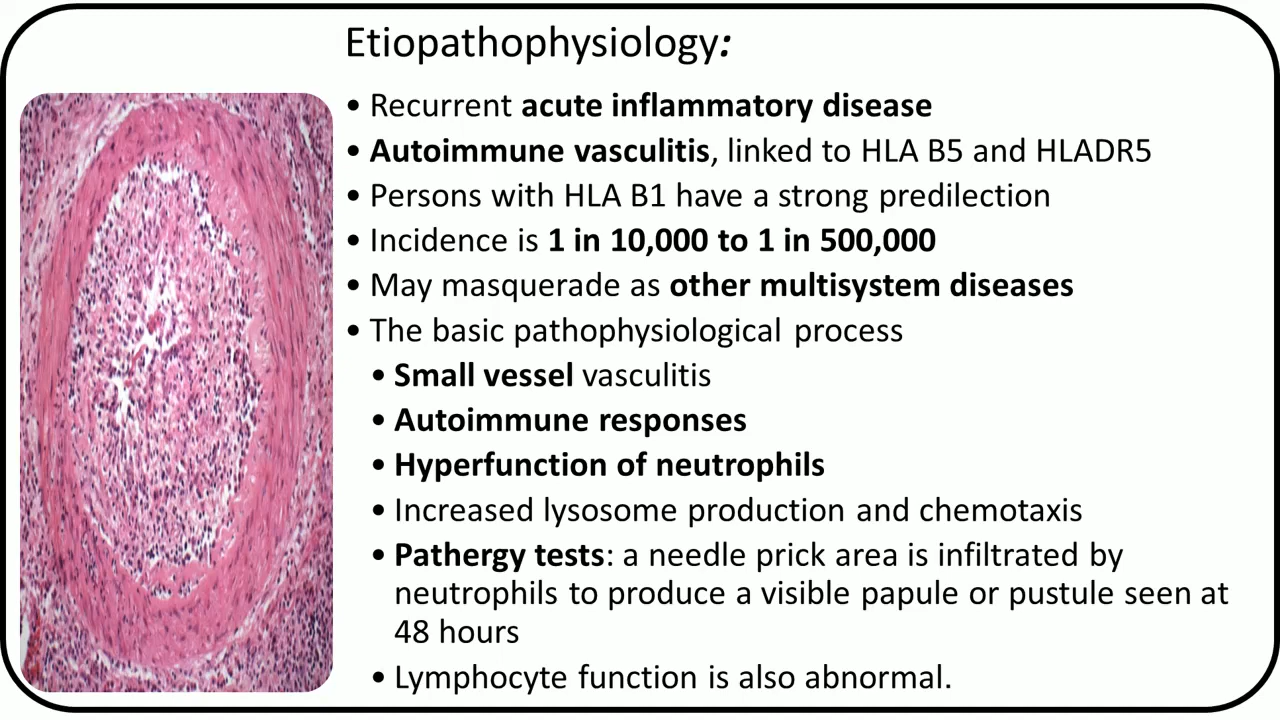 Etiopathophysiology:
• Recurrent acute inflammatory disease
• Autoimmune vasculitis, linked to HLA B5 and HLADR5
• Persons with HLA B1 have a strong predilection
• Incidence is 1 in 10,000 to 1 in 500,000
• May masquerade as other multisystem diseases
• The basic pathophysiological process
• Small vessel vasculitis
• Autoimmune responses
• Hyperfunction of neutrophils
• Increased lysosome production and chemotaxis
• Pathergy tests: a needle prick area is infiltrated by
neutrophils to produce a visible papule or pustule seen at
48 hours
• Lymphocyte function is also abnormal.